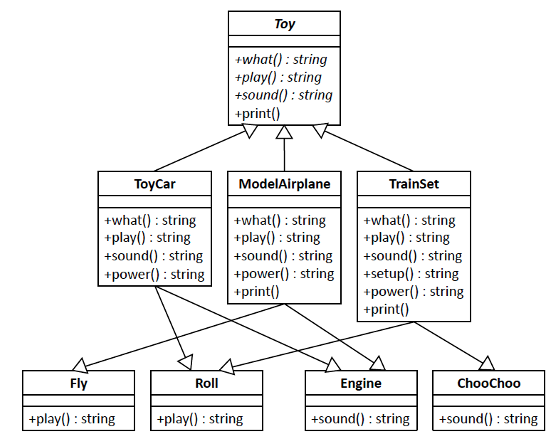 Toy
+what() : string
+play() : string
+sound() : string
+print()
ToyCar
+what() : string
+play() : string
+sound() : string
+power() : string
ModelAirplane
+what() : string
+play() : string
+sound() : string
+power() : string
+print()
TrainSet
+what() : string
+play() : string
+sound() : string
+setup() : string
+power() : string
+print()
Fly
+play() : string
Roll
+play() : string
Engine
+sound() : string
ChooChoo
+sound() : string